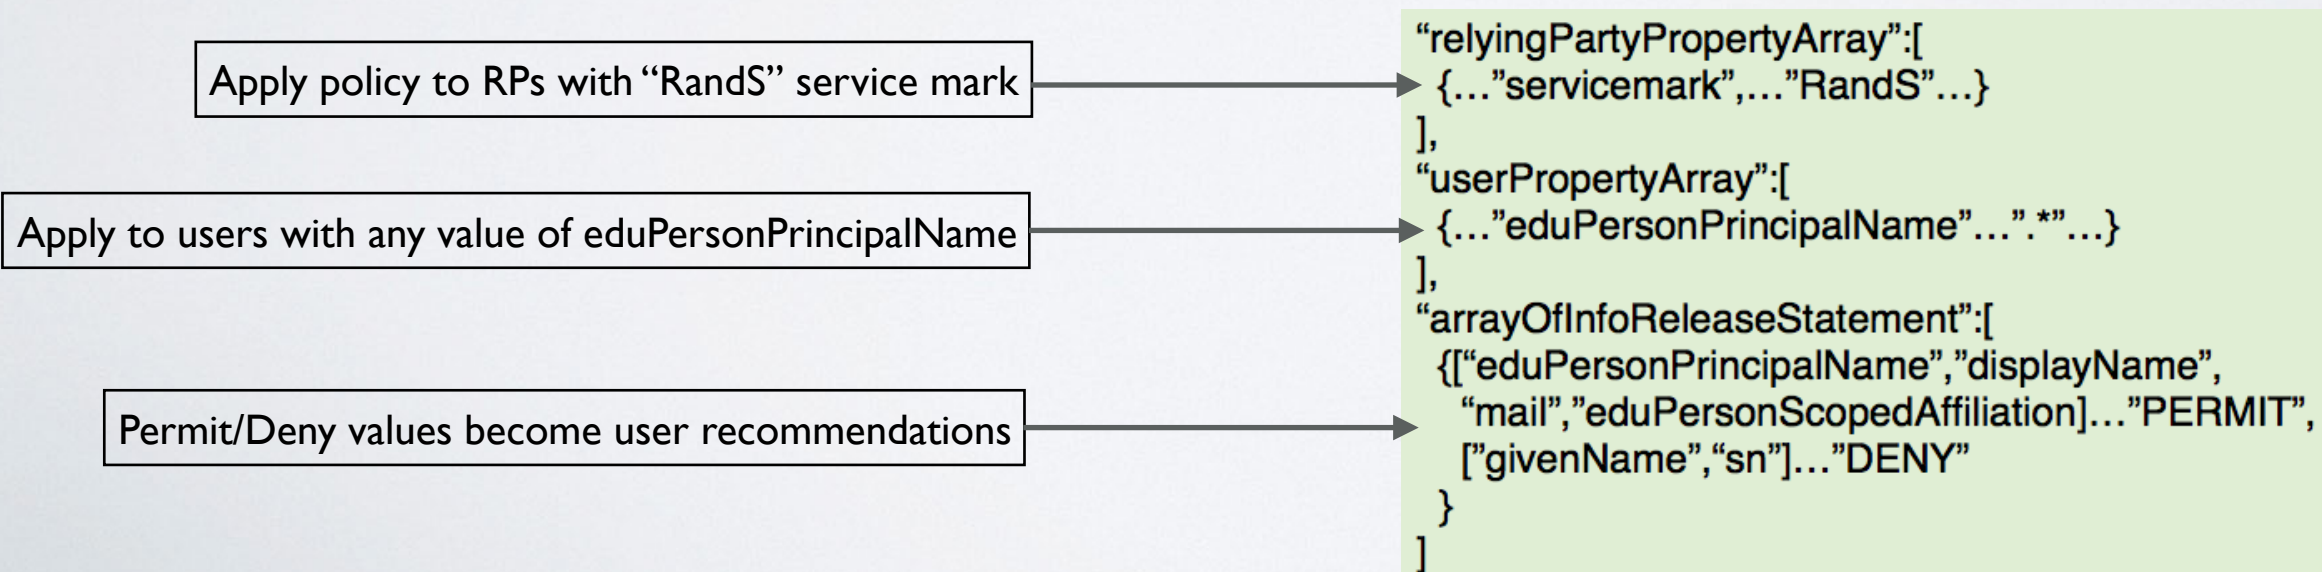 Apply policy to RPs with “RandS” service mark
Apply to users with any value of eduPersonPrincipalName
Permit/Deny values become user recommendations
“relyingPartyPropertyArray”:[
{…”servicemark”,…”RandS”…}
],
“userPropertyArray”:[
{…”eduPersonPrincipalName”…”.*”…}
],
“arrayOfInfoReleaseStatement”:[
{[“eduPersonPrincipalName”,”displayName”,
“mail”,”eduPersonScopedAffiliation]…”PERMIT”,
[”givenName”,“sn”]…”DENY”
}
]